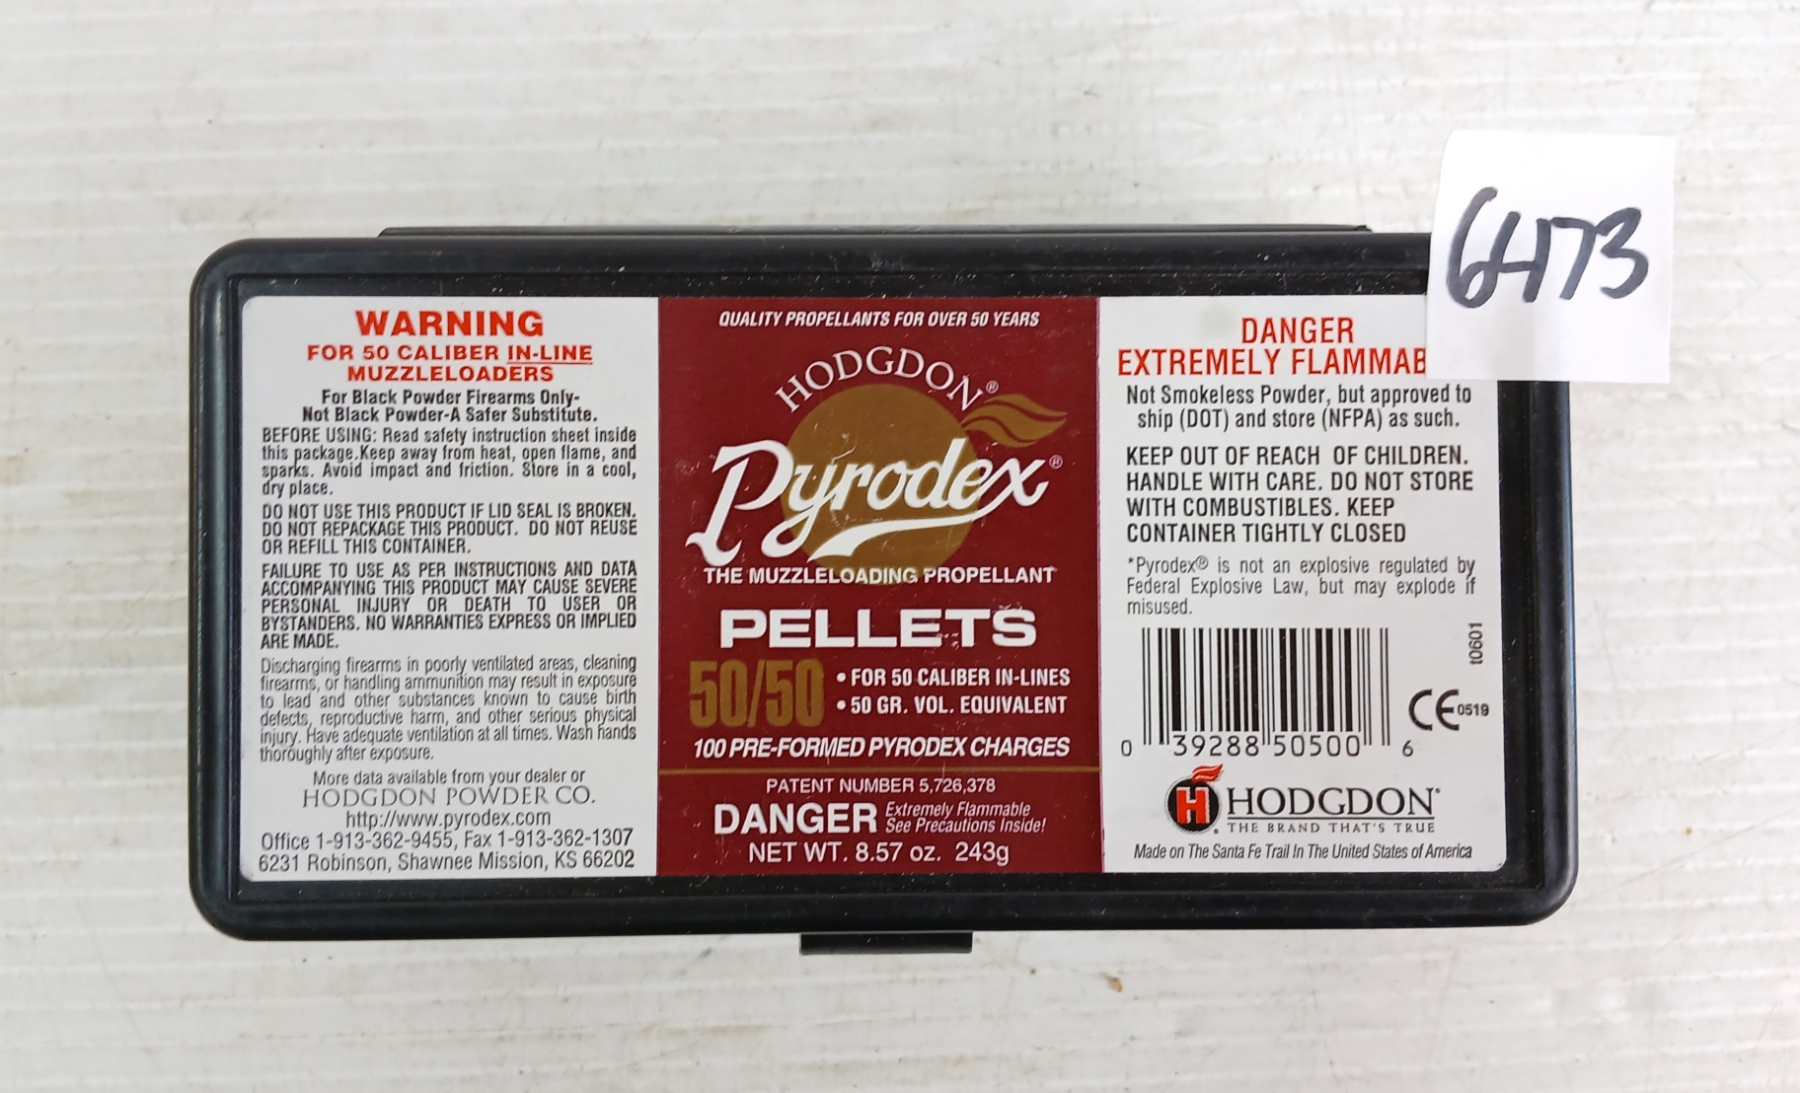 6473
WARNING
FOR 50 CALIBER IN-LINE
MUZZLELOADERS
For Black Powder Firearms Only-
Not Black Powder-A Safer Substitute.
BEFORE USING: Read safety instruction sheet inside
this package.Keep away from heat, open flame, and
sparks. Avoid impact and friction. Store in a cool,
dry place.
DO NOT USE THIS PRODUCT IF LID SEAL IS BROKEN.
DO NOT REPACKAGE THIS PRODUCT. DO NOT REUSE
OR REFILL THIS CONTAINER.
FAILURE TO USE AS PER INSTRUCTIONS AND DATA
ACCOMPANYING THIS PRODUCT MAY CAUSE SEVERE
PERSONAL INJURY OR DEATH TO USER OR
BYSTANDERS. NO WARRANTIES EXPRESS OR IMPLIED
ARE MADE.
Discharging firearms in poorly ventilated areas, cleaning
firearms, or handling ammunition may result in exposure
to lead and other substances known to cause birth
defects, reproductive harm, and other serious physical
injury. Have adequate ventilation at all times. Wash hands
thoroughly after exposure.
More data available from your dealer or
HODGDON POWDER CO.
http://www.pyrodex.com
Office 1-913-362-9455, Fax 1-913-362-1307
6231 Robinson, Shawnee Mission, KS 66202
QUALITY PROPELLANTS FOR OVER 50 YEARS
HODGDON®
Pyrodex®
THE MUZZLELOADING PROPELLANT
PELLETS
50/50
• FOR 50 CALIBER IN-LINES
• 50 GR. VOL. EQUIVALENT
100 PRE-FORMED PYRODEX CHARGES
PATENT NUMBER 5,726,378
DANGER Extremely Flammable
See Precautions Inside!
NET WT. 8.57 oz. 243g
DANGER
EXTREMELY FLAMMAB
Not Smokeless Powder, but approved to
ship (DOT) and store (NFPA) as such.
KEEP OUT OF REACH OF CHILDREN.
HANDLE WITH CARE. DO NOT STORE
WITH COMBUSTIBLES. KEEP
CONTAINER TIGHTLY CLOSED
*Pyrodex® is not an explosive regulated by
Federal Explosive Law, but may explode if
misused.
t0601
CE 0519
0 39288 50500 6
H HODGDON
THE BRAND THAT'S TRUE
Made on The Santa Fe Trail In The United States of America